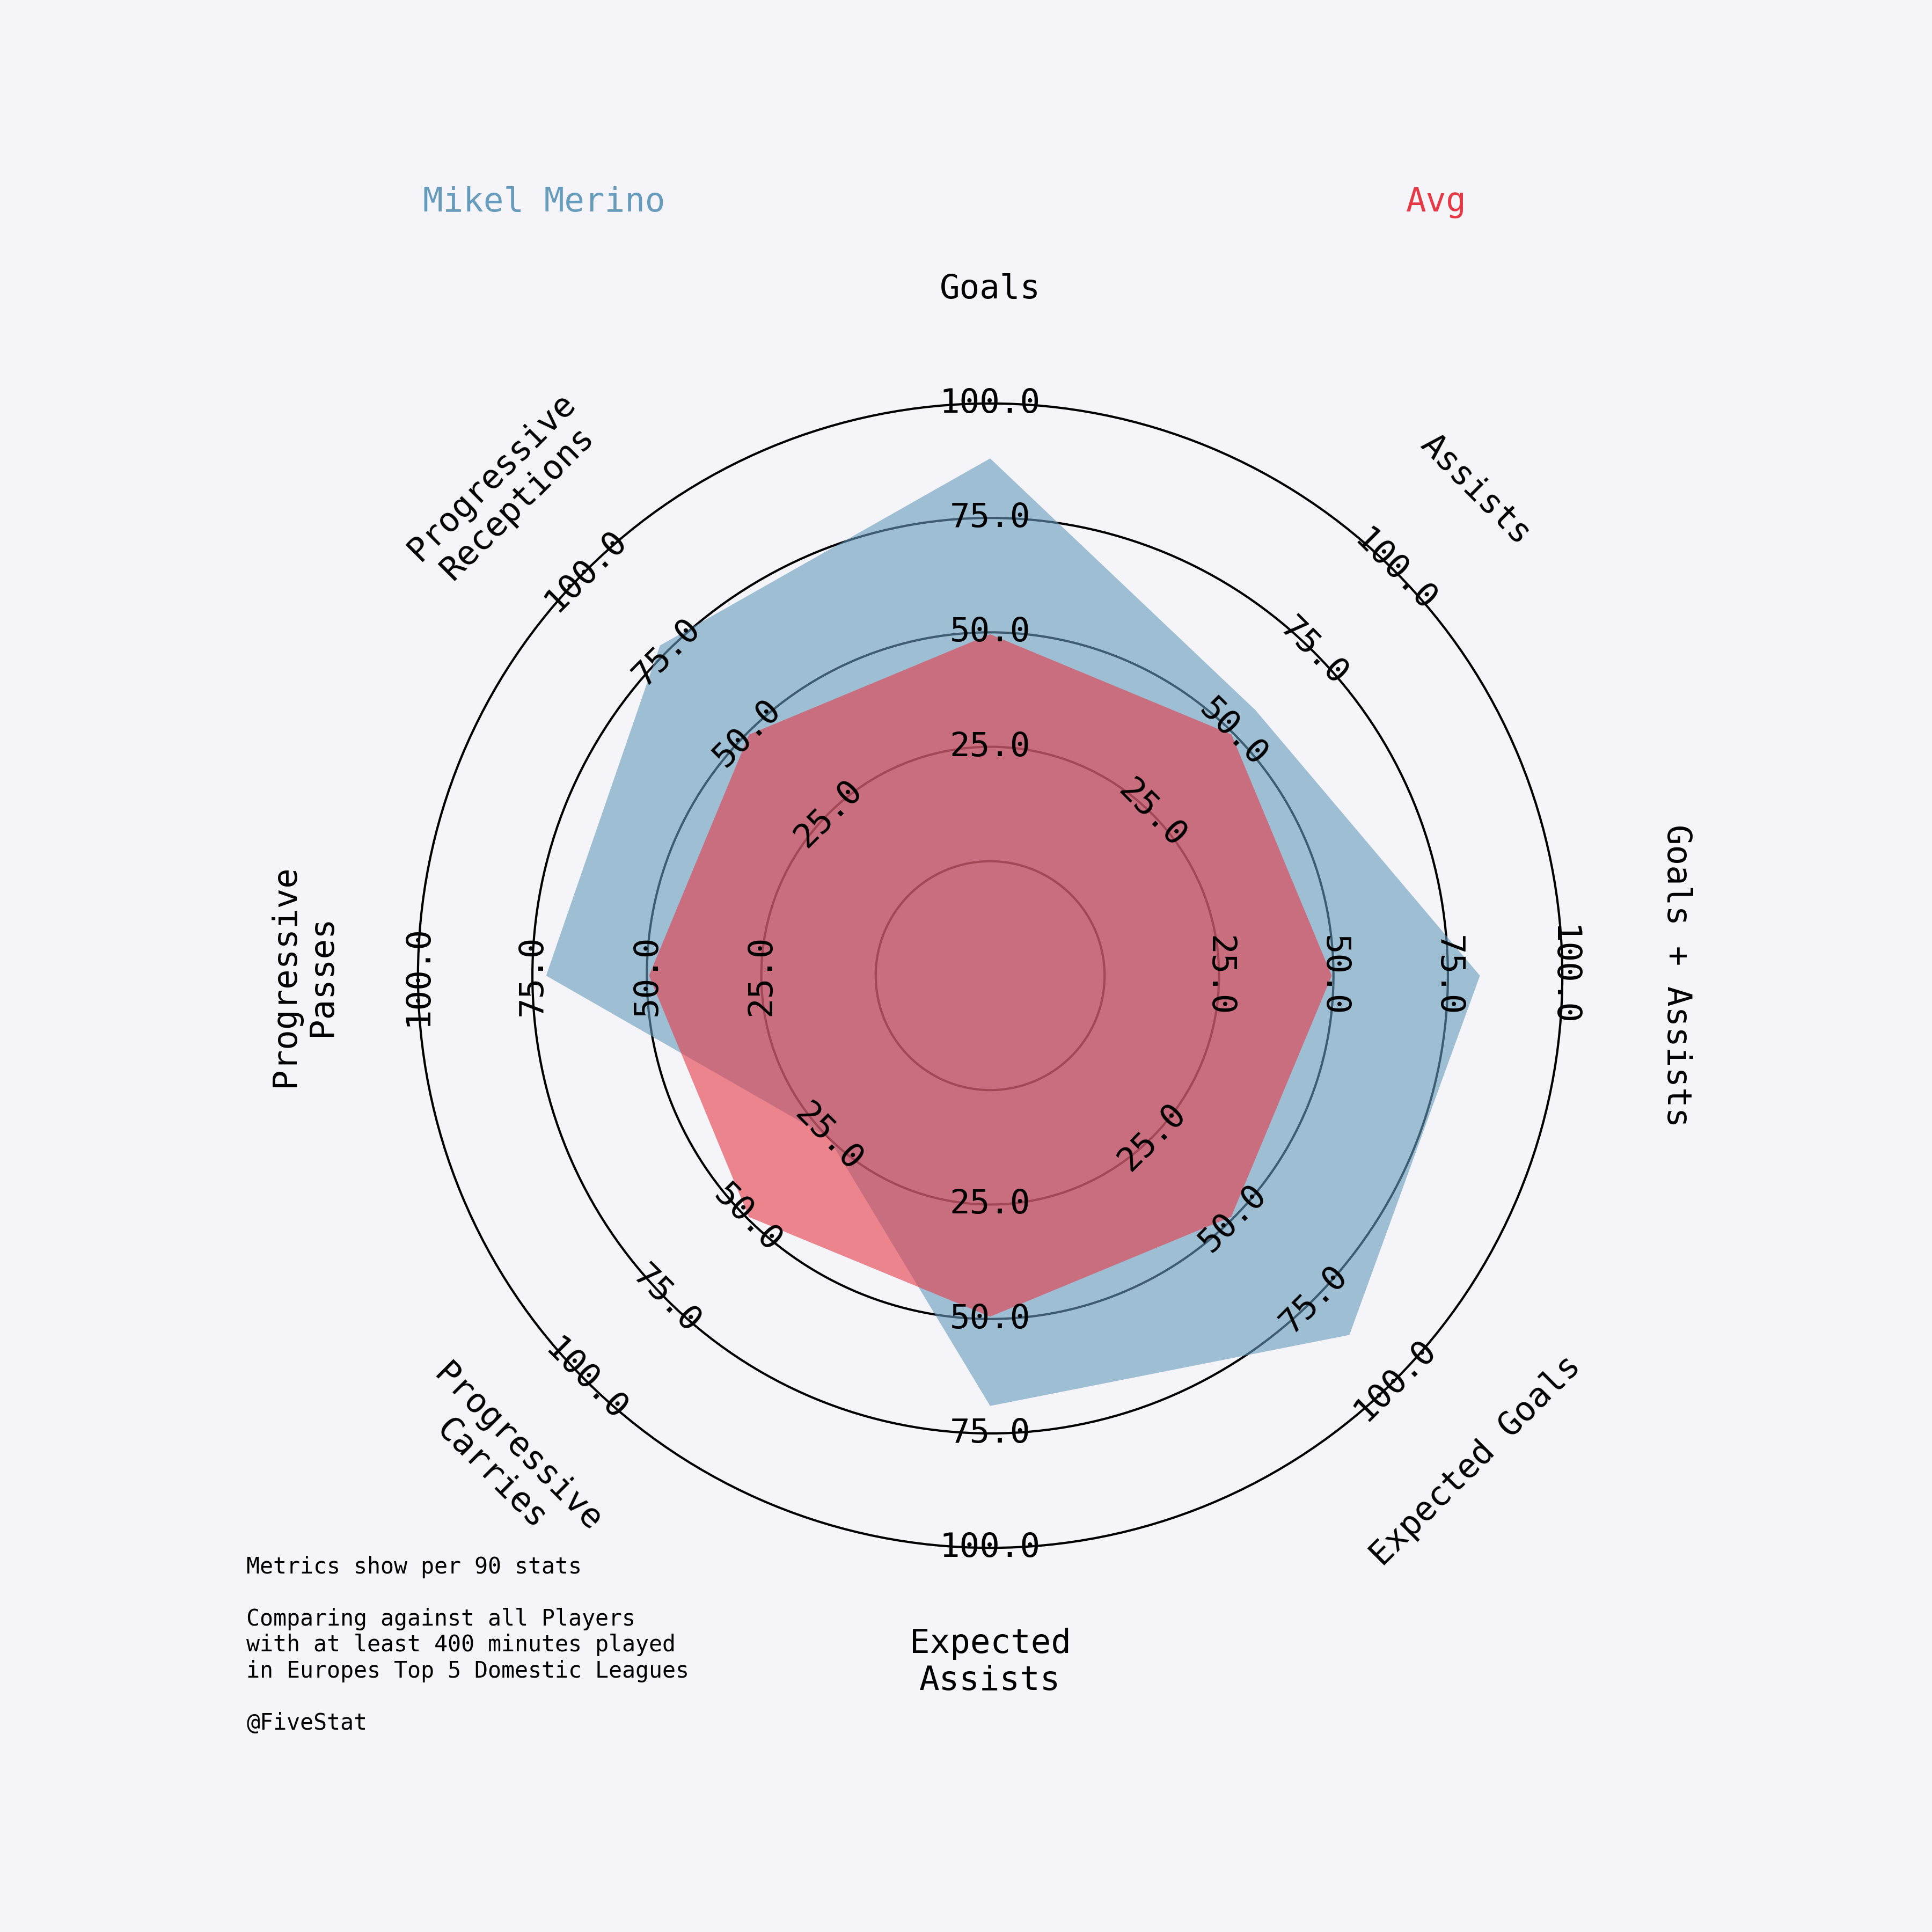 Mikel Merino
Avg
Goals
Assists
Goals + Assists
Expected Goals
Expected
Assists
Progressive
Carries
Progressive
Passes
Progressive
Receptions
25.0
50.0
75.0
100.0
25.0
50.0
75.0
100.0
25.0
50.0
75.0
100.0
25.0
50.0
75.0
100.0
25.0
50.0
75.0
100.0
25.0
50.0
75.0
100.0
25.0
50.0
75.0
100.0
25.0
50.0
75.0
100.0
Metrics show per 90 stats
Comparing against all Players
with at least 400 minutes played
in Europes Top 5 Domestic Leagues
@FiveStat